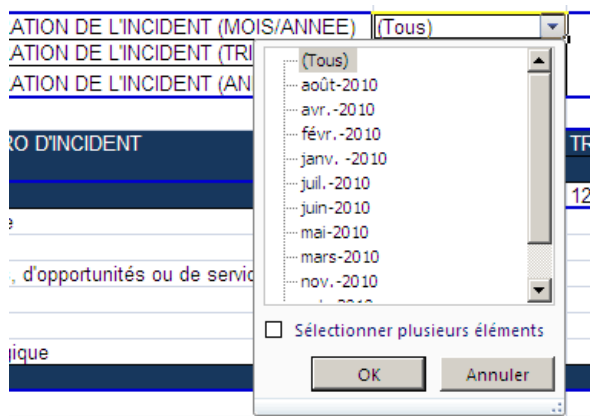 ATION DE L'INCIDENT (MOIS/ANNEE) (Tous)
ATION DE L'INCIDENT (TRI
ATION DE L'INCIDENT (AN
(Tous)
août-2010
avr.-2010
févr.-2010
janv. -2010
juil.-2010
juin-2010
mai-2010
mars-2010
nov.-2010
RO D'INCIDENT TR
12
, d'opportunités ou de servic
gique
Sélectionner plusieurs éléments
OK Annuler